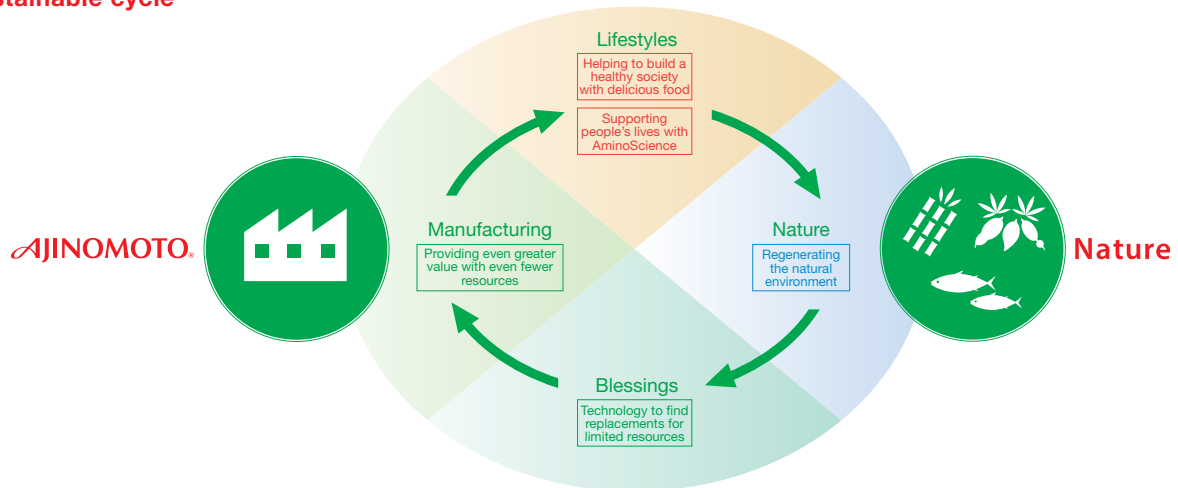 cycle
Lifestyles
Helping to build a
healthy society
with delicious food
Supporting
people's lives with
AminoScience
AJINOMOTO®
Manufacturing
Providing even greater
value with even fewer
resources
Nature
Regenerating
the natural
environment
Nature
Blessings
Technology to find
replacements for
limited resources